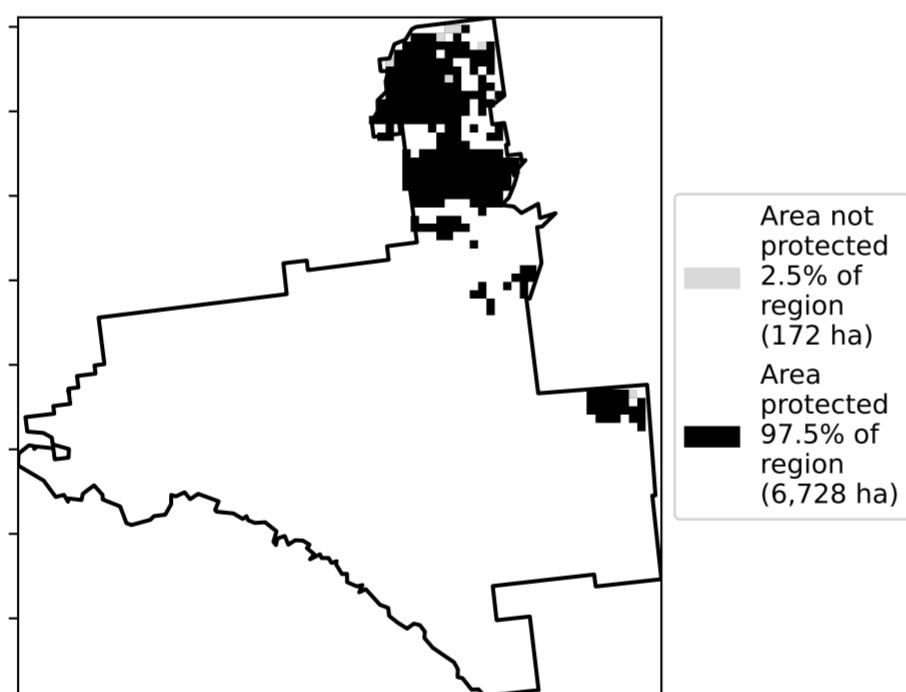 Area not
protected
2.5% of
region
(172 ha)
Area
protected
97.5% of
region
(6,728 ha)